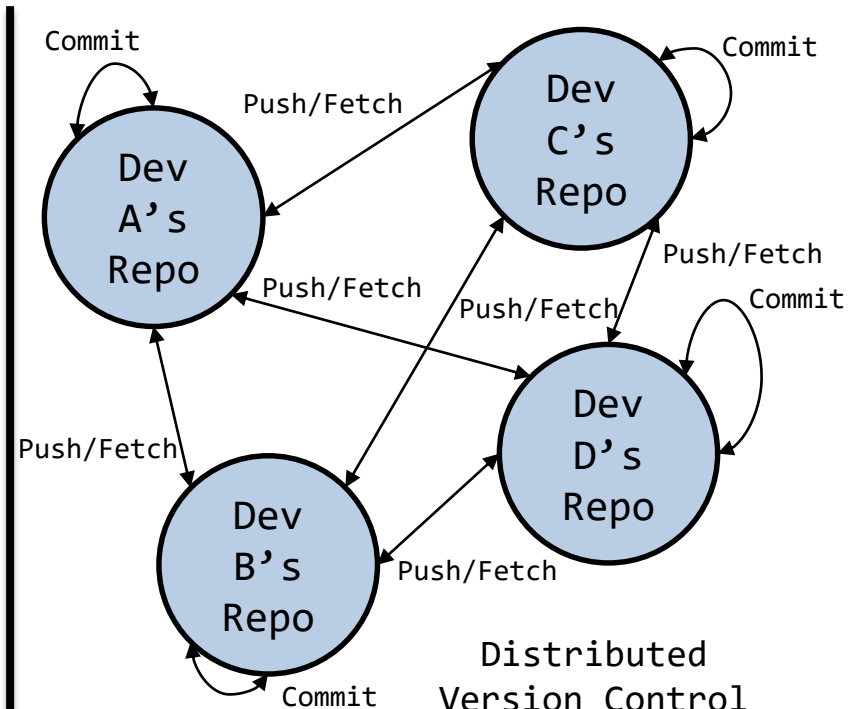 Commit
Commit
Push/Fetch
Dev
C’s
Repo
Dev
A’s
Repo
Push/Fetch
Push/Fetch
Push/Fetch
Commit
Push/Fetch
Dev
D’s
Repo
Dev
B’s
Repo
Push/Fetch
Commit
Distributed
Version Control